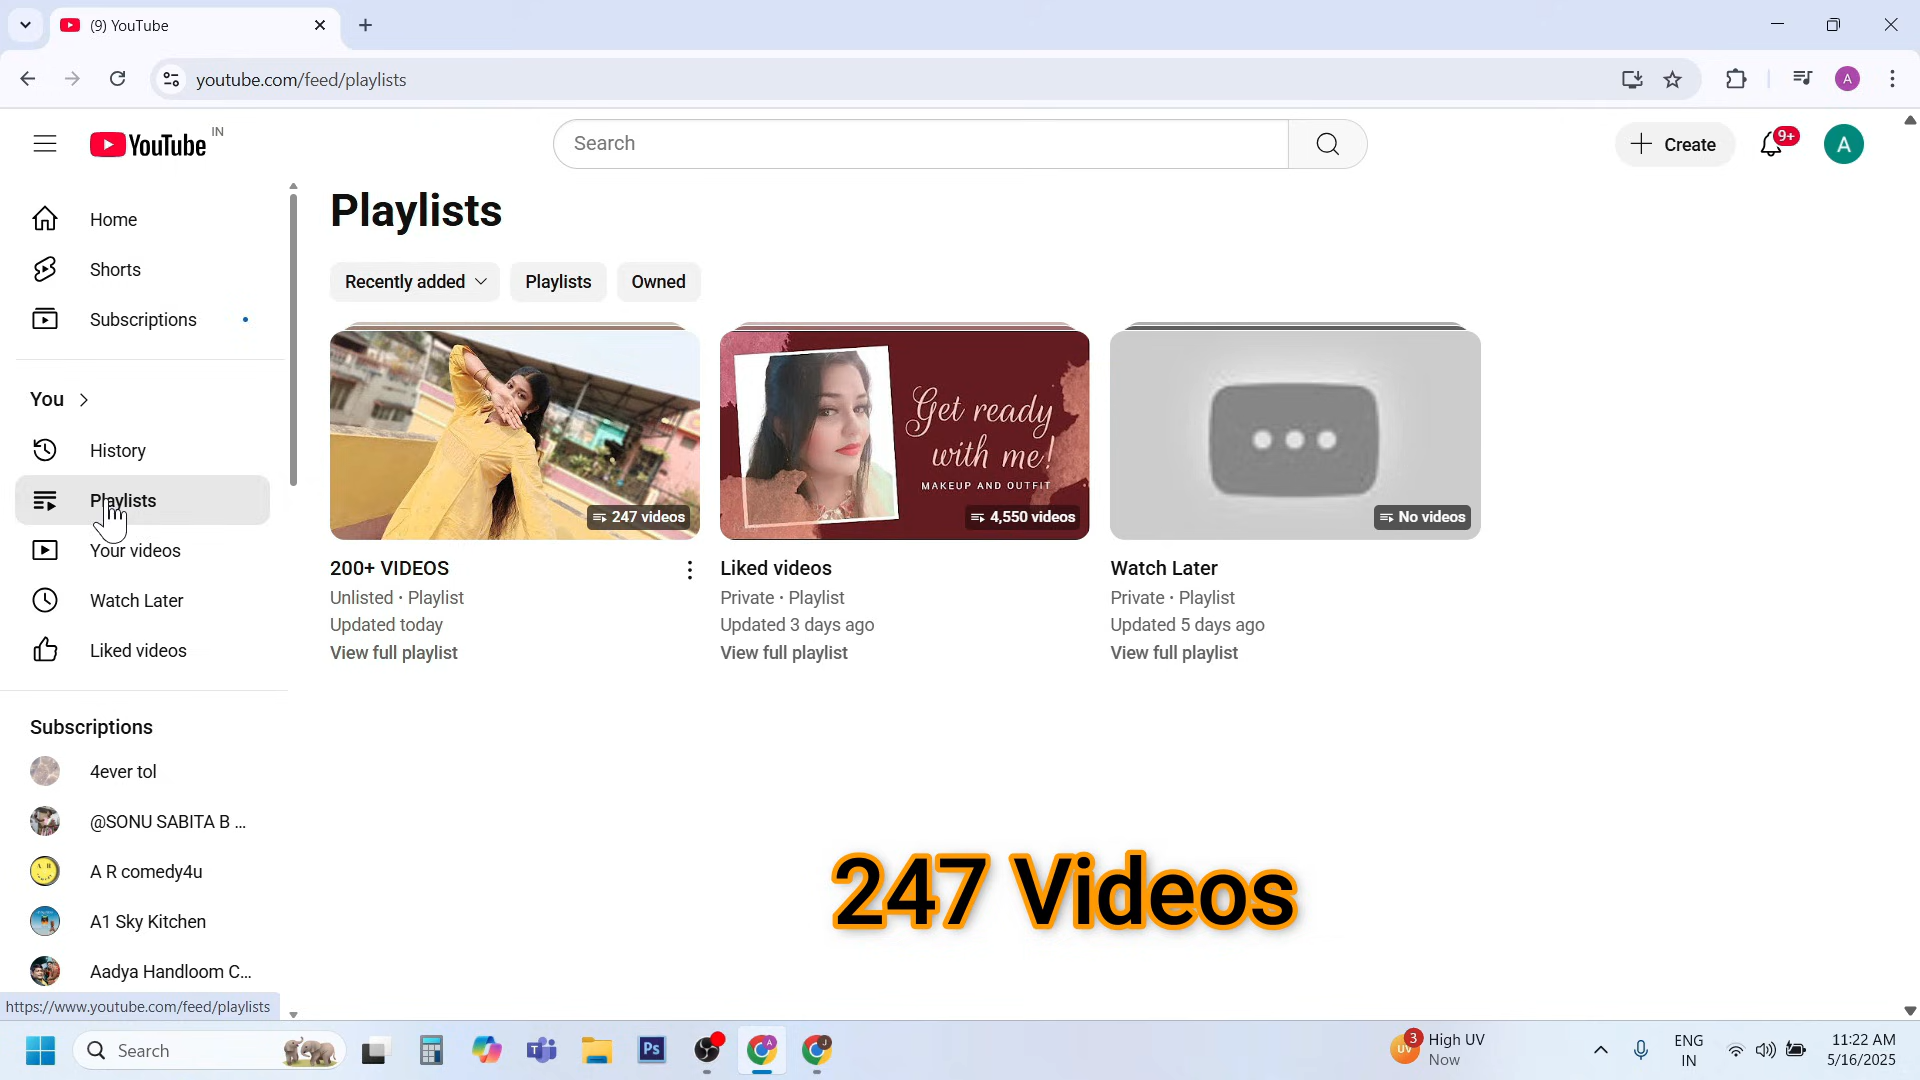 (9) YouTube
youtube.com/feed/playlists
A
YouTube
IN
Search
Create
9+
A
Home
Shorts
Subscriptions
You
History
Playlists
Your videos
Watch Later
Liked videos
Subscriptions
4ever tol
@SONU SABITA B ...
A R comedy4u
A1 Sky Kitchen
Aadya Handloom C...
https://www.youtube.com/feed/playlists
Playlists
Recently added
Playlists
Owned
247 videos
200+ VIDEOS
Unlisted • Playlist
Updated today
View full playlist
Get ready
with me!
MAKEUP AND OUTFIT
4,550 videos
Liked videos
Private • Playlist
Updated 3 days ago
View full playlist
No videos
Watch Later
Private • Playlist
Updated 5 days ago
View full playlist
247 Videos
Search
Ps
A
J
UV
3
High UV
Now
ENG
IN
11:22 AM
5/16/2025